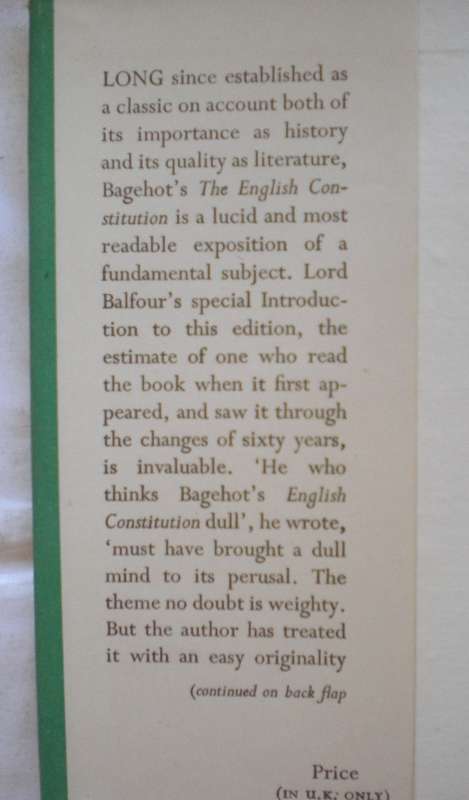 LONG since established as
a classic on account both of
its importance as history
and its quality as literature,
Bagehot's The English Con-
stitution is a lucid and most
readable exposition of a
fundamental subject. Lord
Balfour's special Introduc-
tion to this edition, the
estimate of one who read
the book when it first ap-
peared, and saw it through
the changes of sixty years,
is invaluable. 'He who
thinks Bagehot's English
Constitution dull', he wrote,
'must have brought a dull
mind to its perusal. The
theme no doubt is weighty.
But the author has treated
it with an easy originality
(continued on back flap
Price
(IN U.K. ONLY)